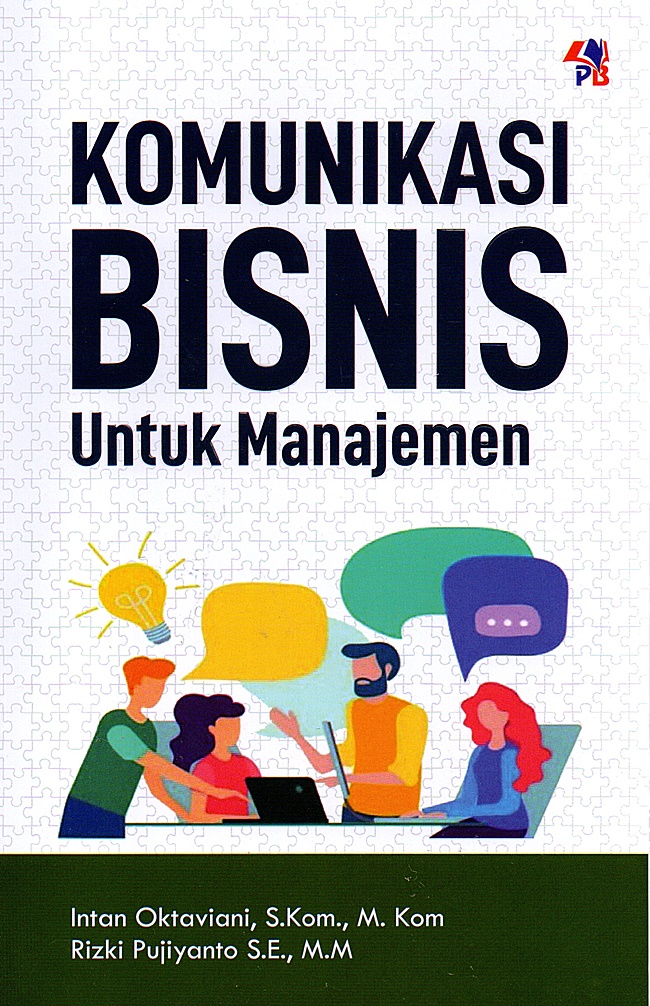 PB
KOMUNIKASI
BISNIS
Untuk Manajemen
Intan Oktaviani, S.Kom., M. Kom
Rizki Pujiyanto S.E., M.M